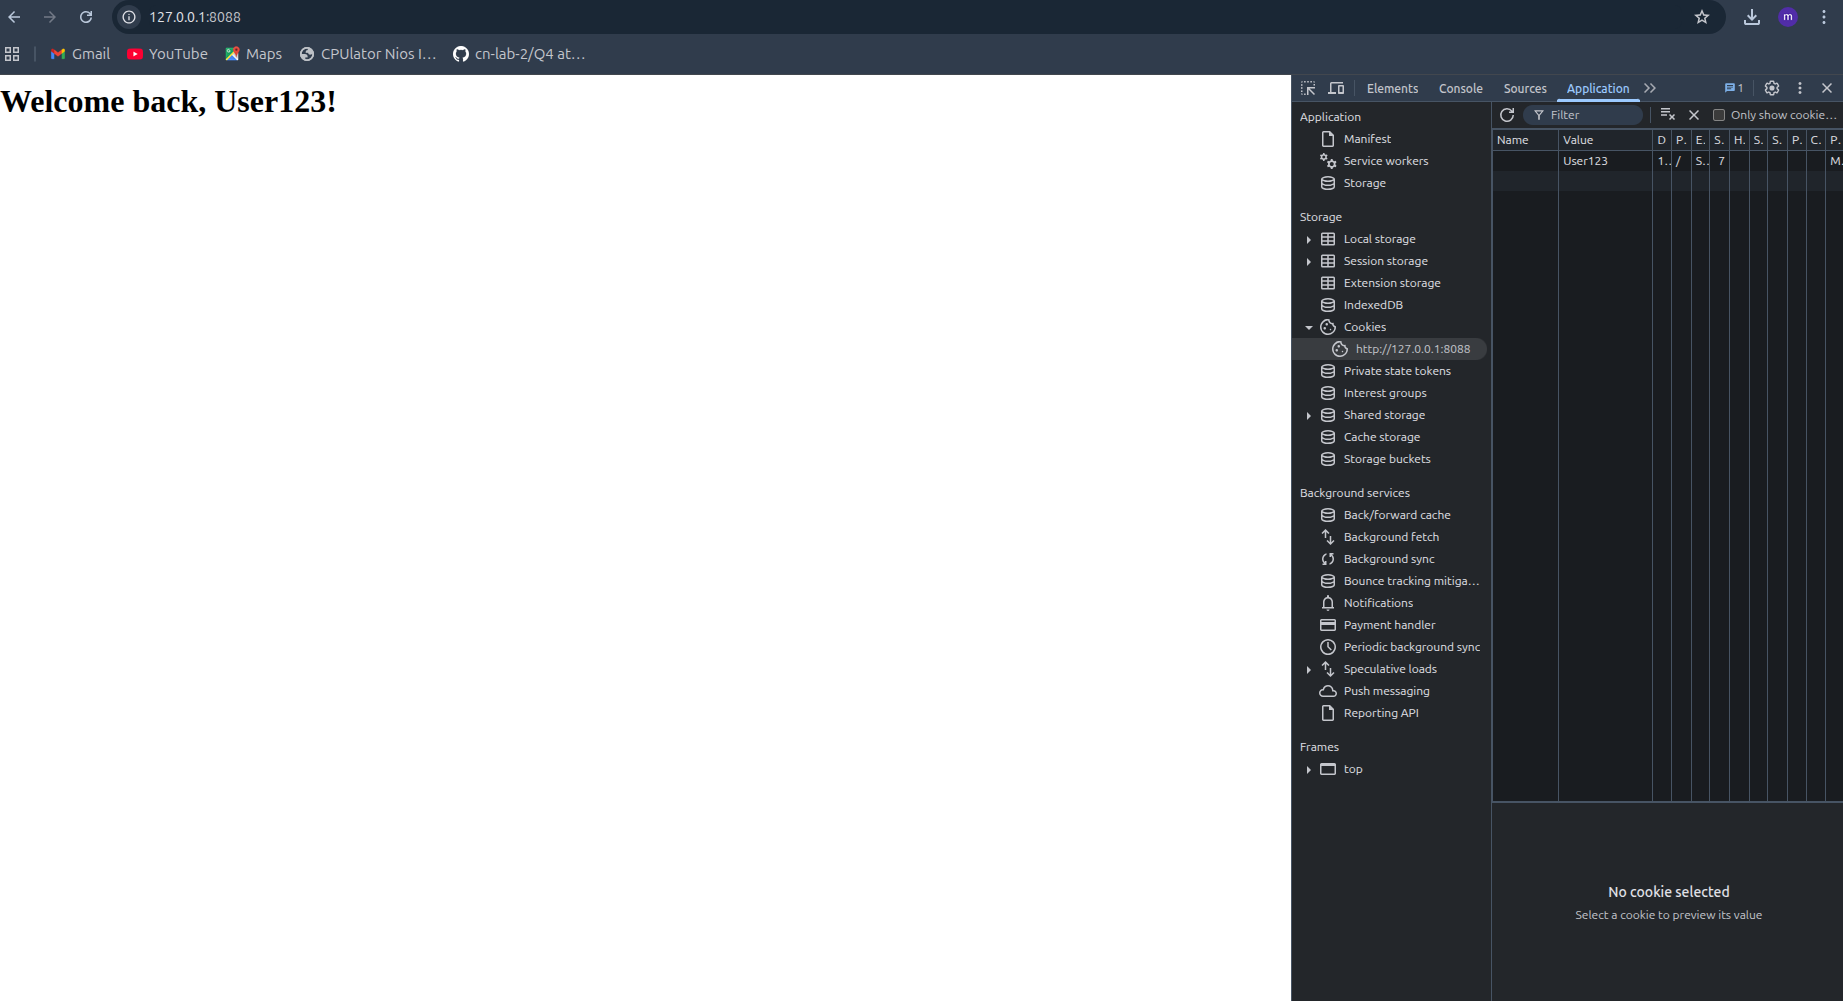 127.0.0.1:8088
m
Gmail YouTube Maps CPUlator Nios I... cn-lab-2/Q4 at...
Welcome back, User123!
Elements Console Sources Application 1
Application
Manifest
Service workers
Storage
Storage
Local storage
Session storage
Extension storage
IndexedDB
Cookies
http://127.0.0.1:8088
Private state tokens
Interest groups
Shared storage
Cache storage
Storage buckets
Background services
Back/forward cache
Background fetch
Background sync
Bounce tracking mitiga...
Notifications
Payment handler
Periodic background sync
Speculative loads
Push messaging
Reporting API
Frames
top
Filter Only show cookie...
Name Value D P. E. S. H. S. S. P. C. P.
User123 1.. / S.. 7 M.
No cookie selected
Select a cookie to preview its value